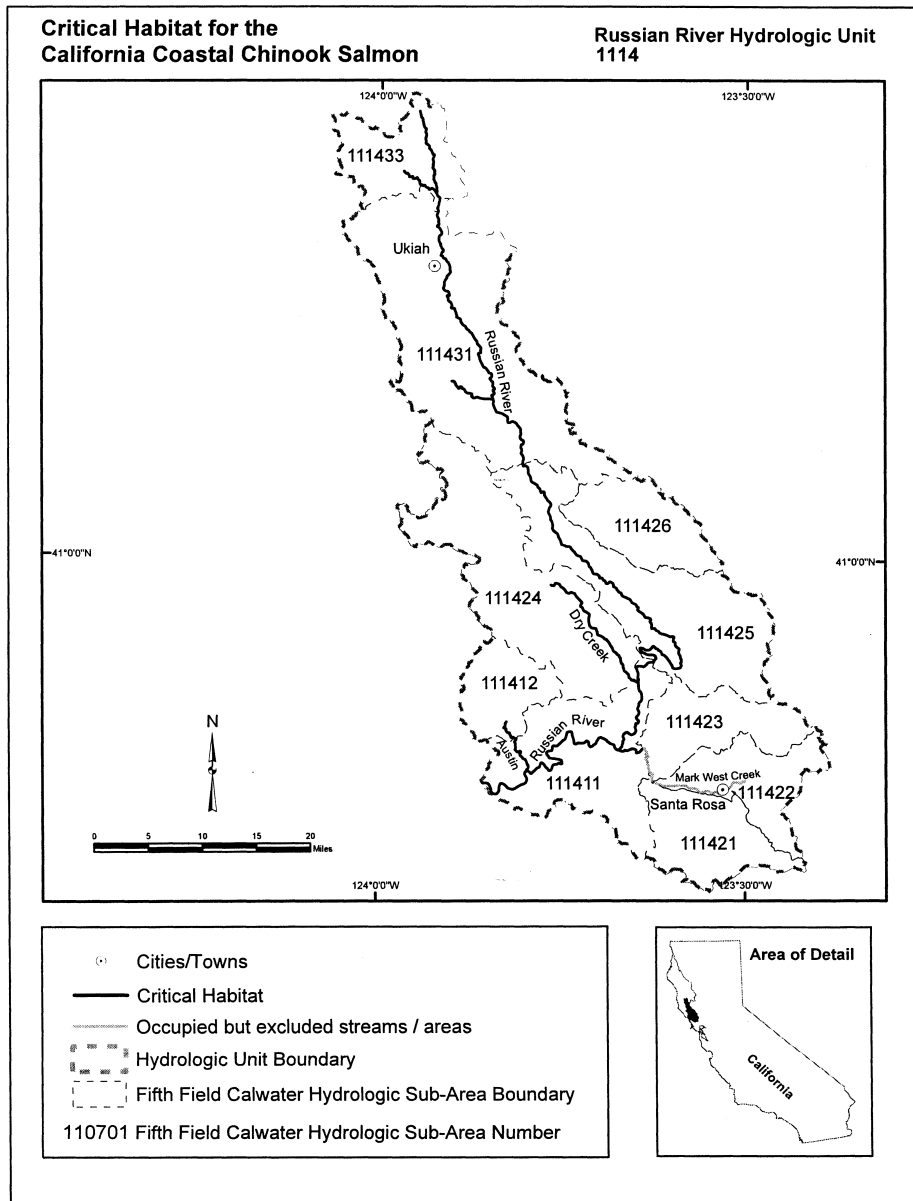 Critical Habitat for the
California Coastal Chinook Salmon
Russian River Hydrologic Unit
1114
124°0'0"W
123°30'0"W
111433
Ukiah
111431
Russian River
111426
41°0'0"N
41°0'0"N
111424
Dry Creek
111425
111412
111423
Russian River
Austin
N
Mark West Creek
111411
111422
Santa Rosa
111421
0 5 10 15 20
Miles
124°0'0"W
123°30'0"W
Cities/Towns
Critical Habitat
Occupied but excluded streams / areas
Hydrologic Unit Boundary
Fifth Field Calwater Hydrologic Sub-Area Boundary
110701 Fifth Field Calwater Hydrologic Sub-Area Number
Area of Detail
California